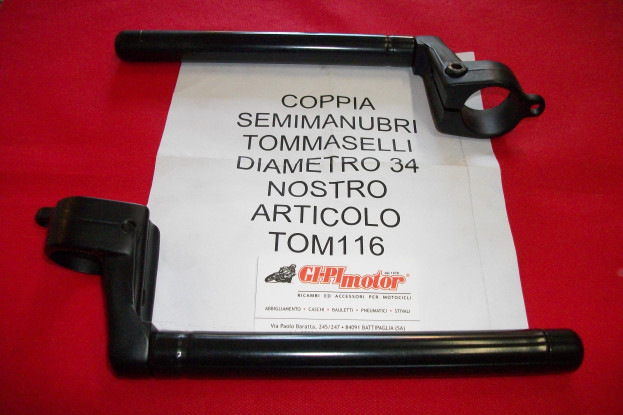 COPPIA
SEMIMANUBRI
TOMMASELLI
DIAMETRO 34
NOSTRO
ARTICOLO
TOM116
GI-PI motor
RICAMBI ED ACCESSORI PER MOTOCICLI
ABBIGLIAMENTO • CASCHI • BAULETTI • PNEUMATICI • STIVALI
Via Paolo Baratta, 245/247 • 84091 BATTIPAGLIA (SA)